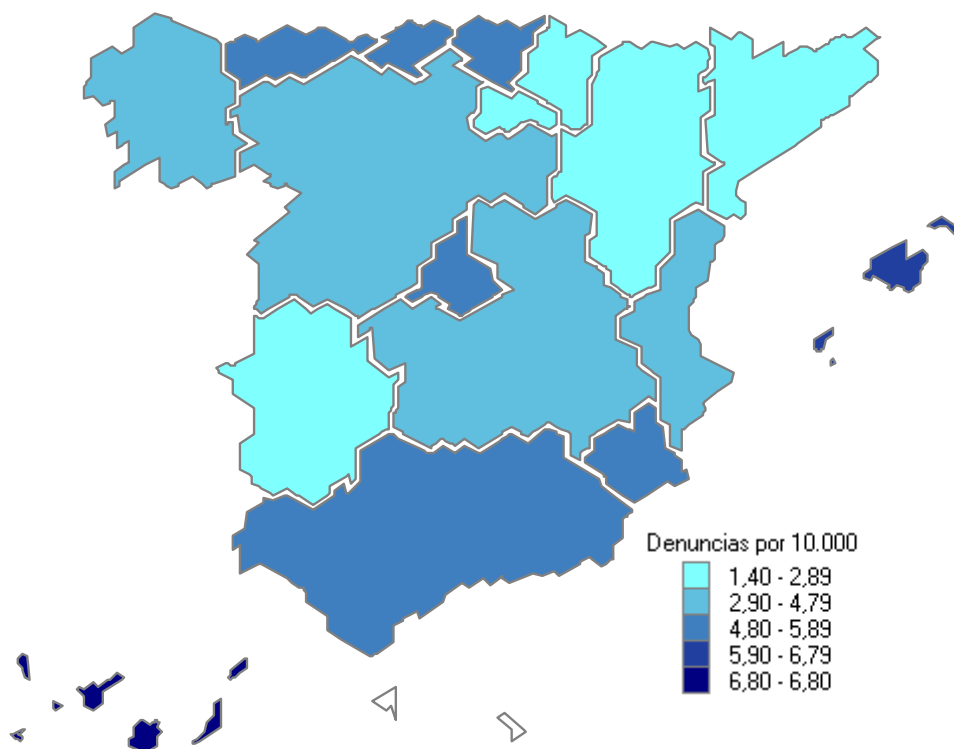 Denuncias por 10.000
1,40 - 2,89
2,90 - 4,79
4,80 - 5,89
5,90 - 6,79
6,80 - 6,80